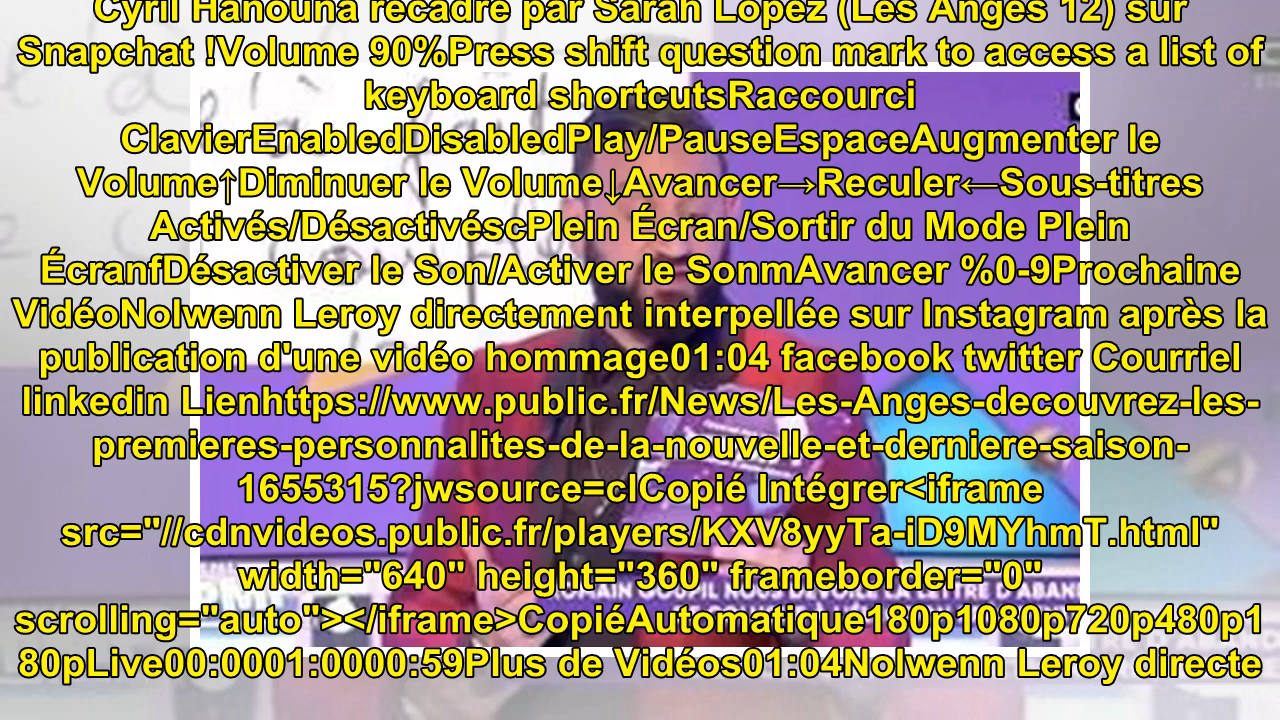 Cyril Hanouna recadré par Sarah Lopez (Les Anges 12) sur
Snapchat !Volume 90%Press shift question mark to access a list of
keyboard shortcutsRaccourci
ClavierEnabledDisabledPlay/PauseEspaceAugmenter le
Volume↑Diminuer le Volume↓Avancer→Reculer←Sous-titres
Activés/DésactivéscPlein Écran/Sortir du Mode Plein
ÉcranfDésactiver le Son/Activer le SonmAvancer %0-9Prochaine
VidéoNolwenn Leroy directement interpellée sur Instagram après la
publication d'une vidéo hommage01:04 facebook twitter Courriel
linkedin Lienhttps://www.public.fr/News/Les-Anges-decouvrez-les-
premieres-personnalites-de-la-nouvelle-et-derniere-saison-
1655315?jwsource=clCopié Intégrer<iframe
src="//cdnvideos.public.fr/players/KXV8yyTa-iD9MYhmT.html"
width="640" height="360" frameborder="0"
scrolling="auto"></iframe>CopiéAutomatique180p1080p720p480p1
80pLive00:0001:0000:59Plus de Vidéos01:04Nolwenn Leroy directe